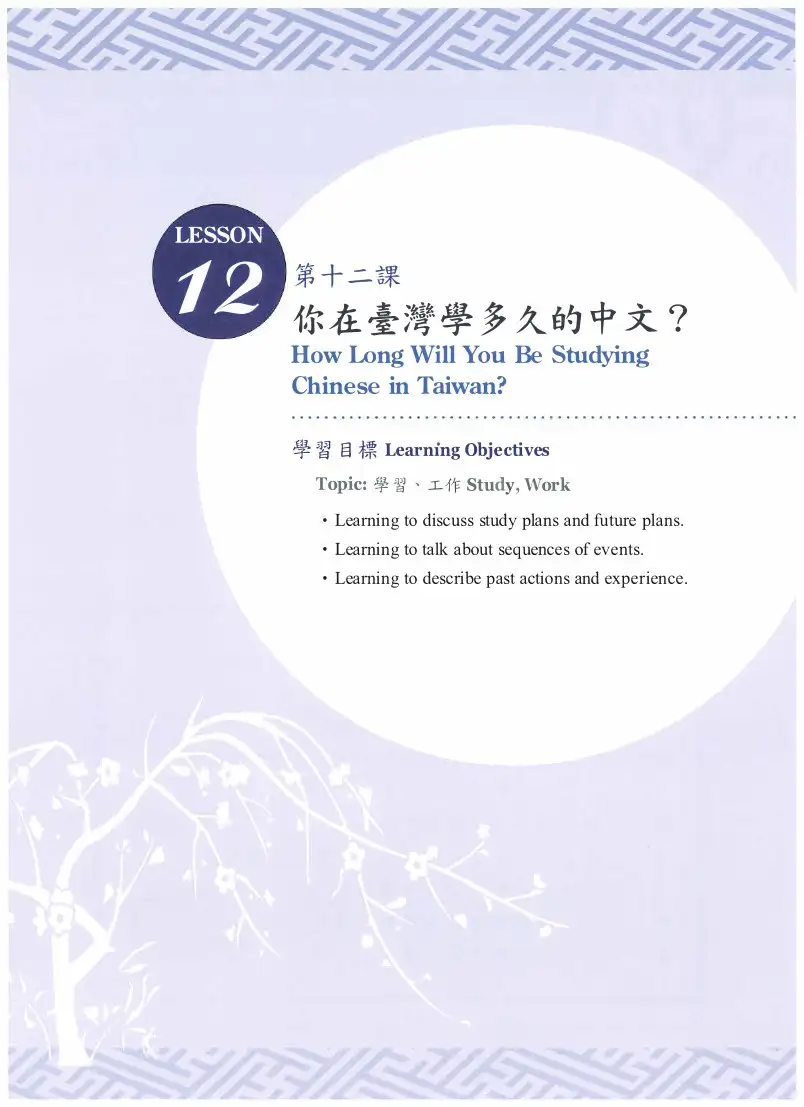 LESSON
12
第十二課
你在臺灣學多久的中文？
How Long Will You Be Studying
Chinese in Taiwan?
學習目標 Learning Objectives
Topic: 學習、工作 Study, Work
・Learning to discuss study plans and future plans.
・Learning to talk about sequences of events.
・Learning to describe past actions and experience.